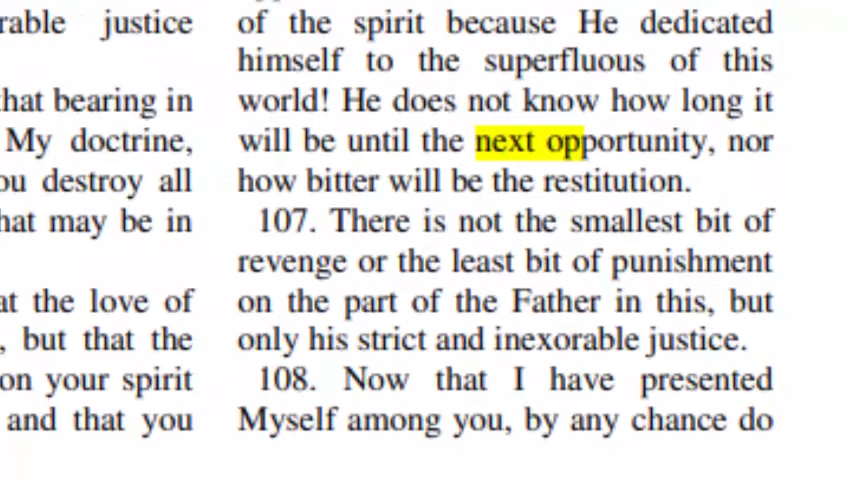 rable justice
that bearing in
My doctrine,
ou destroy all
hat may be in
at the love of
, but that the
on your spirit
and that you
of the spirit because He dedicated
himself to the superfluous of this
world! He does not know how long it
will be until the next opportunity, nor
how bitter will be the restitution.
107. There is not the smallest bit of
revenge or the least bit of punishment
on the part of the Father in this, but
only his strict and inexorable justice.
108. Now that I have presented
Myself among you, by any chance do